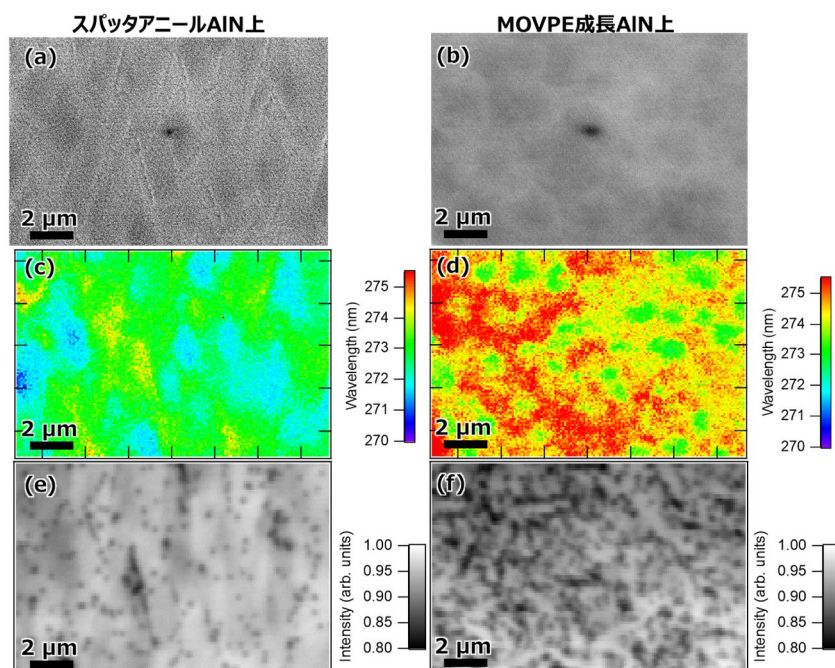 スパッタアニールAlN上
MOVPE成長AlN上
(a)
2 μm
(b)
2 μm
(c)
2 μm
Wavelength (nm)
275
274
273
272
271
270
(d)
2 μm
Wavelength (nm)
275
274
273
272
271
270
(e)
2 μm
Intensity (arb. units)
1.00
0.95
0.90
0.85
0.80
(f)
2 μm
Intensity (arb. units)
1.00
0.95
0.90
0.85
0.80